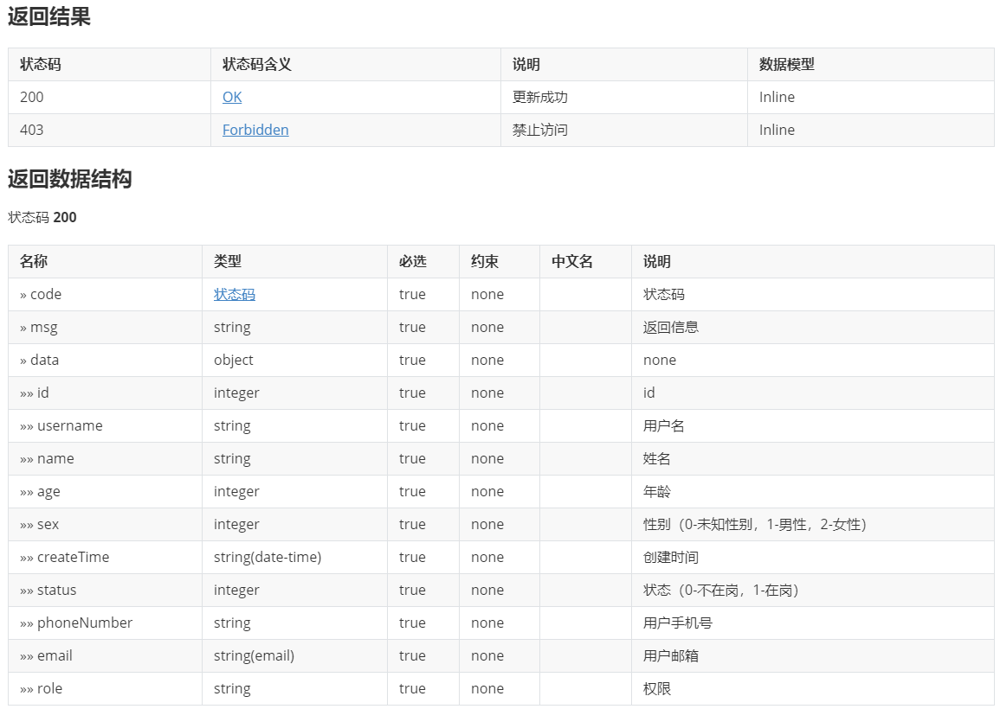 返回结果
状态码 状态码含义 说明 数据模型
200 OK 更新成功 Inline
403 Forbidden 禁止访问 Inline
返回数据结构
状态码 200
名称 类型 必选 约束 中文名 说明
» code 状态码 true none 状态码
» msg string true none 返回信息
» data object true none none
»» id integer true none id
»» username string true none 用户名
»» name string true none 姓名
»» age integer true none 年龄
»» sex integer true none 性别（0-未知性别，1-男性，2-女性）
»» createTime string(date-time) true none 创建时间
»» status integer true none 状态（0-不在岗，1-在岗）
»» phoneNumber string true none 用户手机号
»» email string(email) true none 用户邮箱
»» role string true none 权限